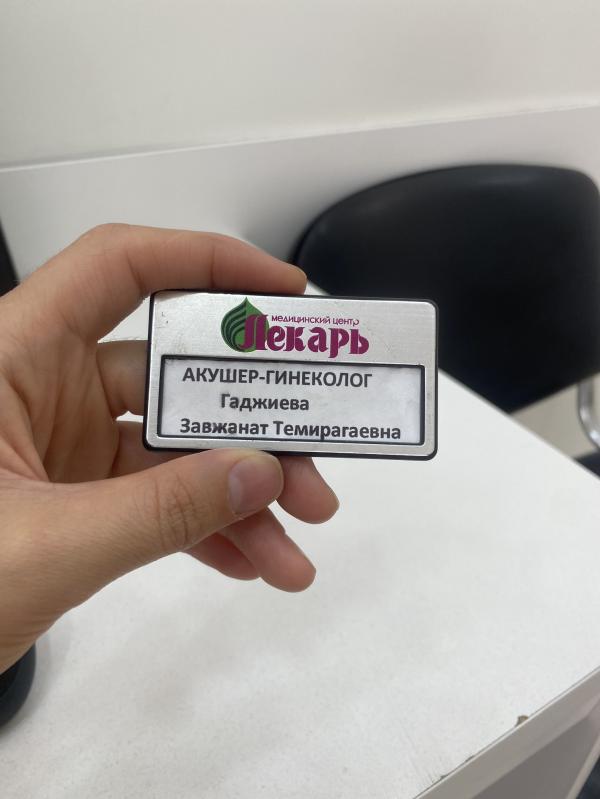 медицинский центр
Лекарь
АКУШЕР-ГИНЕКОЛОГ
Гаджиева
Завжанат Темирагаевна